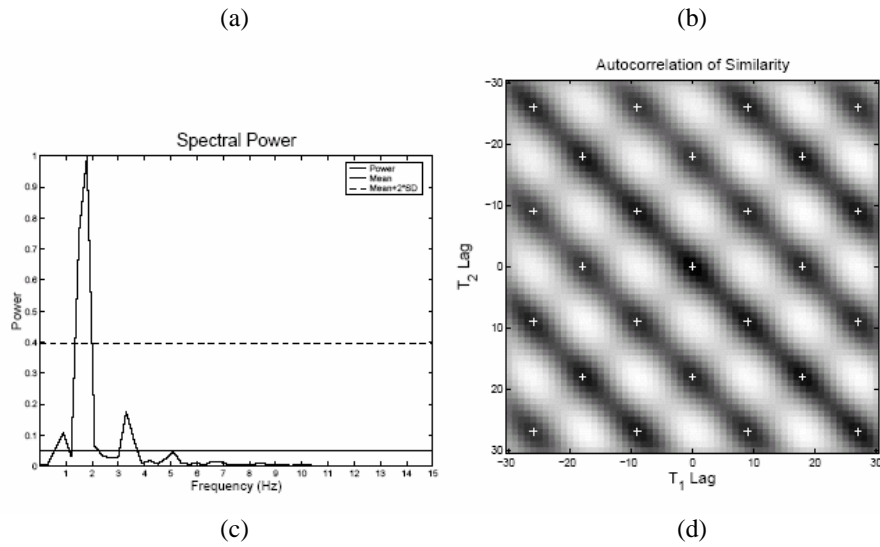 (a)
(b)
Spectral Power
Power
Mean
Mean+2*SD
1
0.9
0.8
0.7
0.6
0.5
0.4
0.3
0.2
0.1
0
Power
1 2 3 4 5 6 7 8 9 10 11 12 13 14 15
Frequency (Hz)
(c)
Autocorrelation of Similarity
−30
−20
−10
0
10
20
30
T2 Lag
−30 −20 −10 0 10 20 30
T1 Lag
(d)